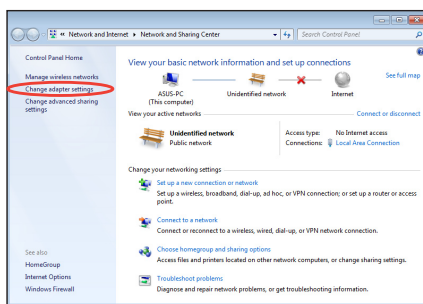 « Network and Internet ▸ Network and Sharing Center
Search Control Panel
Control Panel Home
Manage wireless networks
Change adapter settings
Change advanced sharing
settings
See also
HomeGroup
Internet Options
Windows Firewall
View your basic network information and set up connections
See full map
ASUS-PC
(This computer)
Unidentified network
Internet
View your active networks
Connect or disconnect
Unidentified network
Public network
Access type: No Internet access
Connections: Local Area Connection
Change your networking settings
Set up a new connection or network
Set up a wireless, broadband, dial-up, ad hoc, or VPN connection; or set up a router or access
point.
Connect to a network
Connect or reconnect to a wireless, wired, dial-up, or VPN network connection.
Choose homegroup and sharing options
Access files and printers located on other network computers, or change sharing settings.
Troubleshoot problems
Diagnose and repair network problems, or get troubleshooting information.